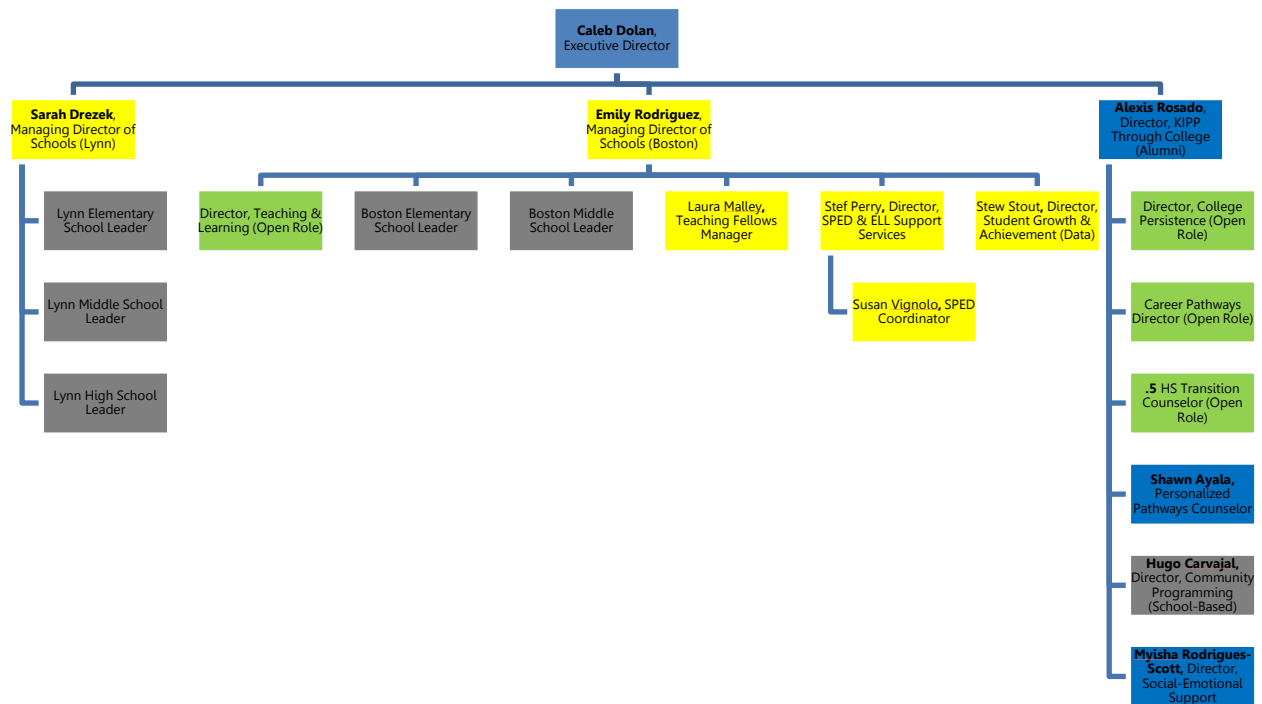 Caleb Dolan,
Executive Director
Sarah Drezek,
Managing Director of
Schools (Lynn)
Emily Rodriguez,
Managing Director of
Schools (Boston)
Alexis Rosado,
Director, KIPP
Through College
(Alumni)
Lynn Elementary
School Leader
Director, Teaching &
Learning (Open Role)
Boston Elementary
School Leader
Boston Middle
School Leader
Laura Malley,
Teaching Fellows
Manager
Stef Perry, Director,
SPED & ELL Support
Services
Stew Stout, Director,
Student Growth &
Achievement (Data)
Director, College
Persistence (Open
Role)
Lynn Middle School
Leader
Susan Vignolo, SPED
Coordinator
Career Pathways
Director (Open Role)
Lynn High School
Leader
.5 HS Transition
Counselor (Open
Role)
Shawn Ayala,
Personalized
Pathways Counselor
Hugo Carvajal,
Director, Community
Programming
(School-Based)
Myisha Rodrigues-
Scott, Director,
Social-Emotional
Support